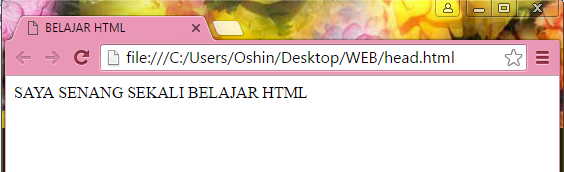 BELAJAR HTML
file:///C:/Users/Oshin/Desktop/WEB/head.html
SAYA SENANG SEKALI BELAJAR HTML